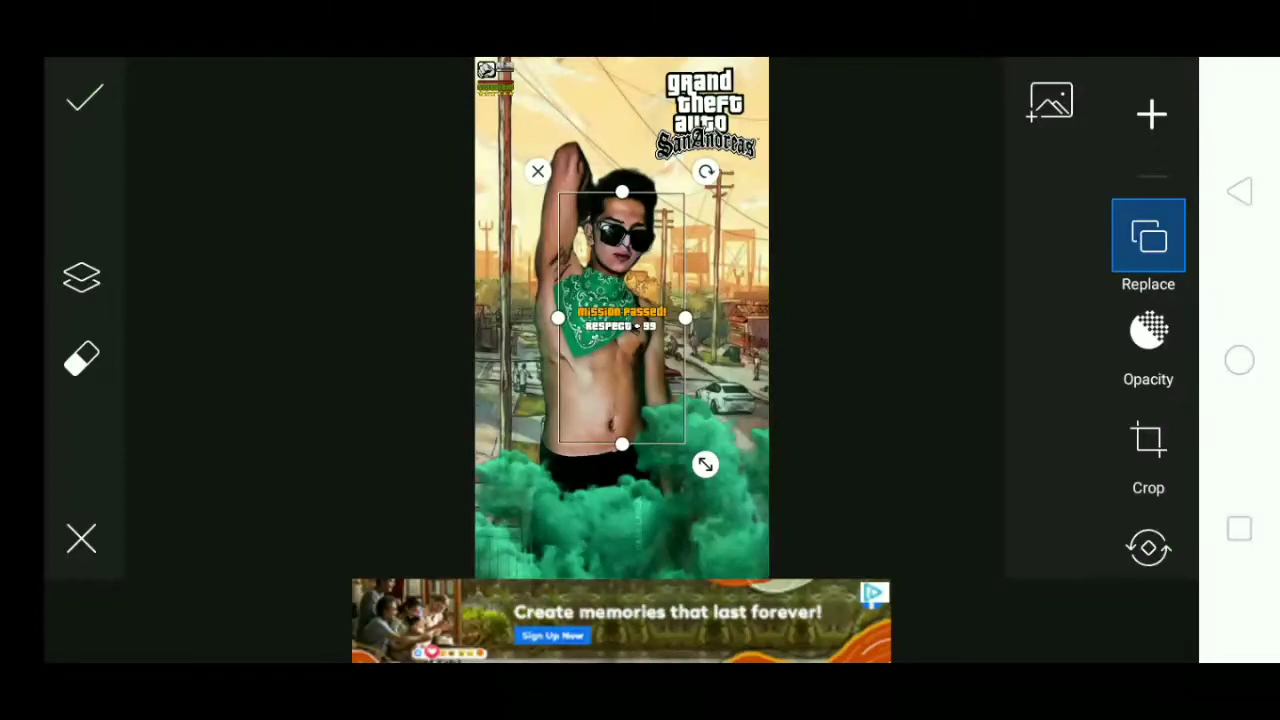 grand
theft
auto
San Andreas
mission passed!
Respect + 99
Replace
Opacity
Crop
Create memories that last forever!
Sign Up Now